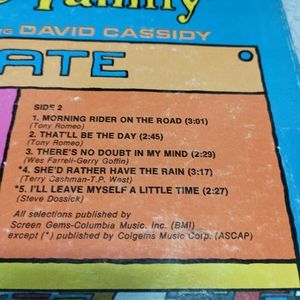 Family
DAVID CASSIDY
ATE
SIDE 2
1. MORNING RIDER ON THE ROAD (3:01)
(Tony Romeo)
2. THAT'LL BE THE DAY (2:45)
(Tony Romeo)
3. THERE'S NO DOUBT IN MY MIND (2:29)
(Wes Farrell-Gerry Goffin)
*4. SHE'D RATHER HAVE THE RAIN (3:17)
(Terry Cashman-T.P. West)
*5. I'LL LEAVE MYSELF A LITTLE TIME (2:27)
(Steve Dossick)
All selections published by
Screen Gems-Columbia Music. Inc. (BMI)
except (*) published by Colgems Music Corp. (ASCAP)